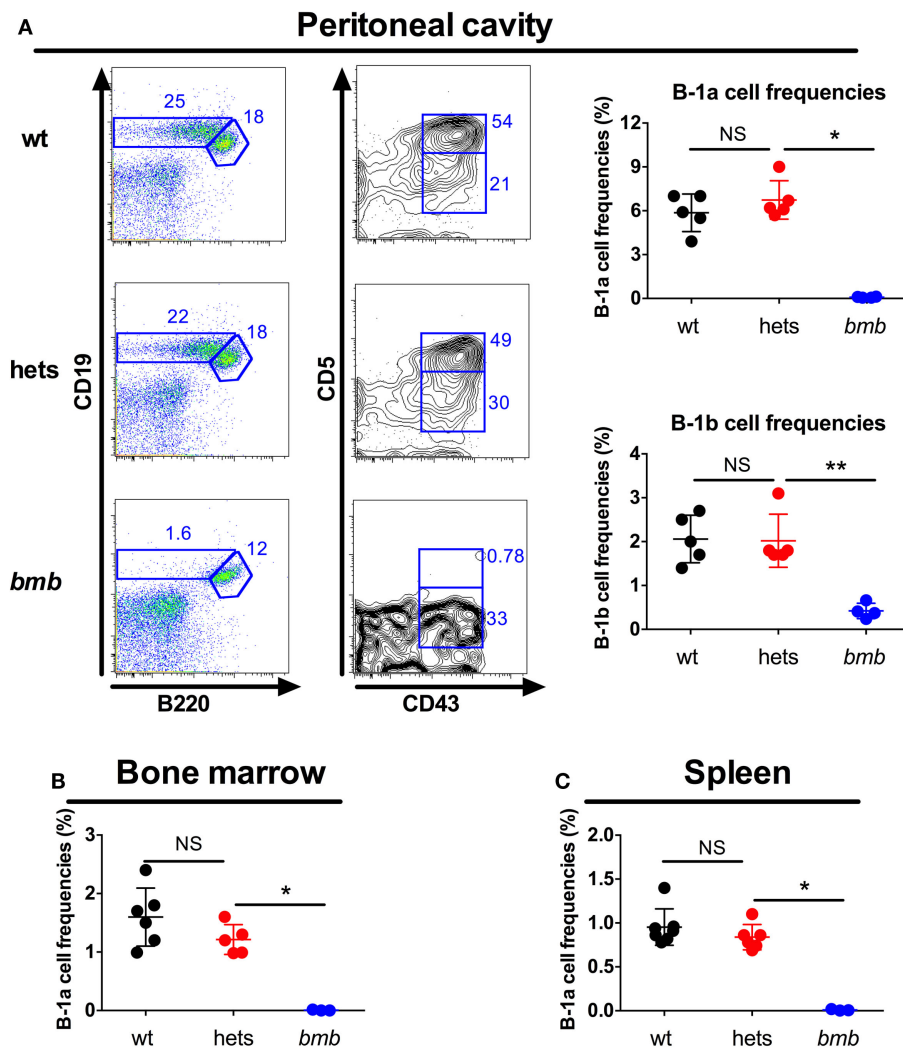 A
Peritoneal cavity
wt
25
18
54
21
hets
22
18
49
30
bmb
1.6
12
0.78
33
CD19
CD5
B220
CD43
B-1a cell frequencies
B-1a cell frequencies (%)
NS
*
12
9
6
3
0
wt
hets
bmb
B-1b cell frequencies
B-1b cell frequencies (%)
NS
**
4
3
2
1
0
wt
hets
bmb
B
Bone marrow
B-1a cell frequencies (%)
NS
*
3
2
1
0
wt
hets
bmb
C
Spleen
B-1a cell frequencies (%)
NS
*
2.0
1.5
1.0
0.5
0.0
wt
hets
bmb